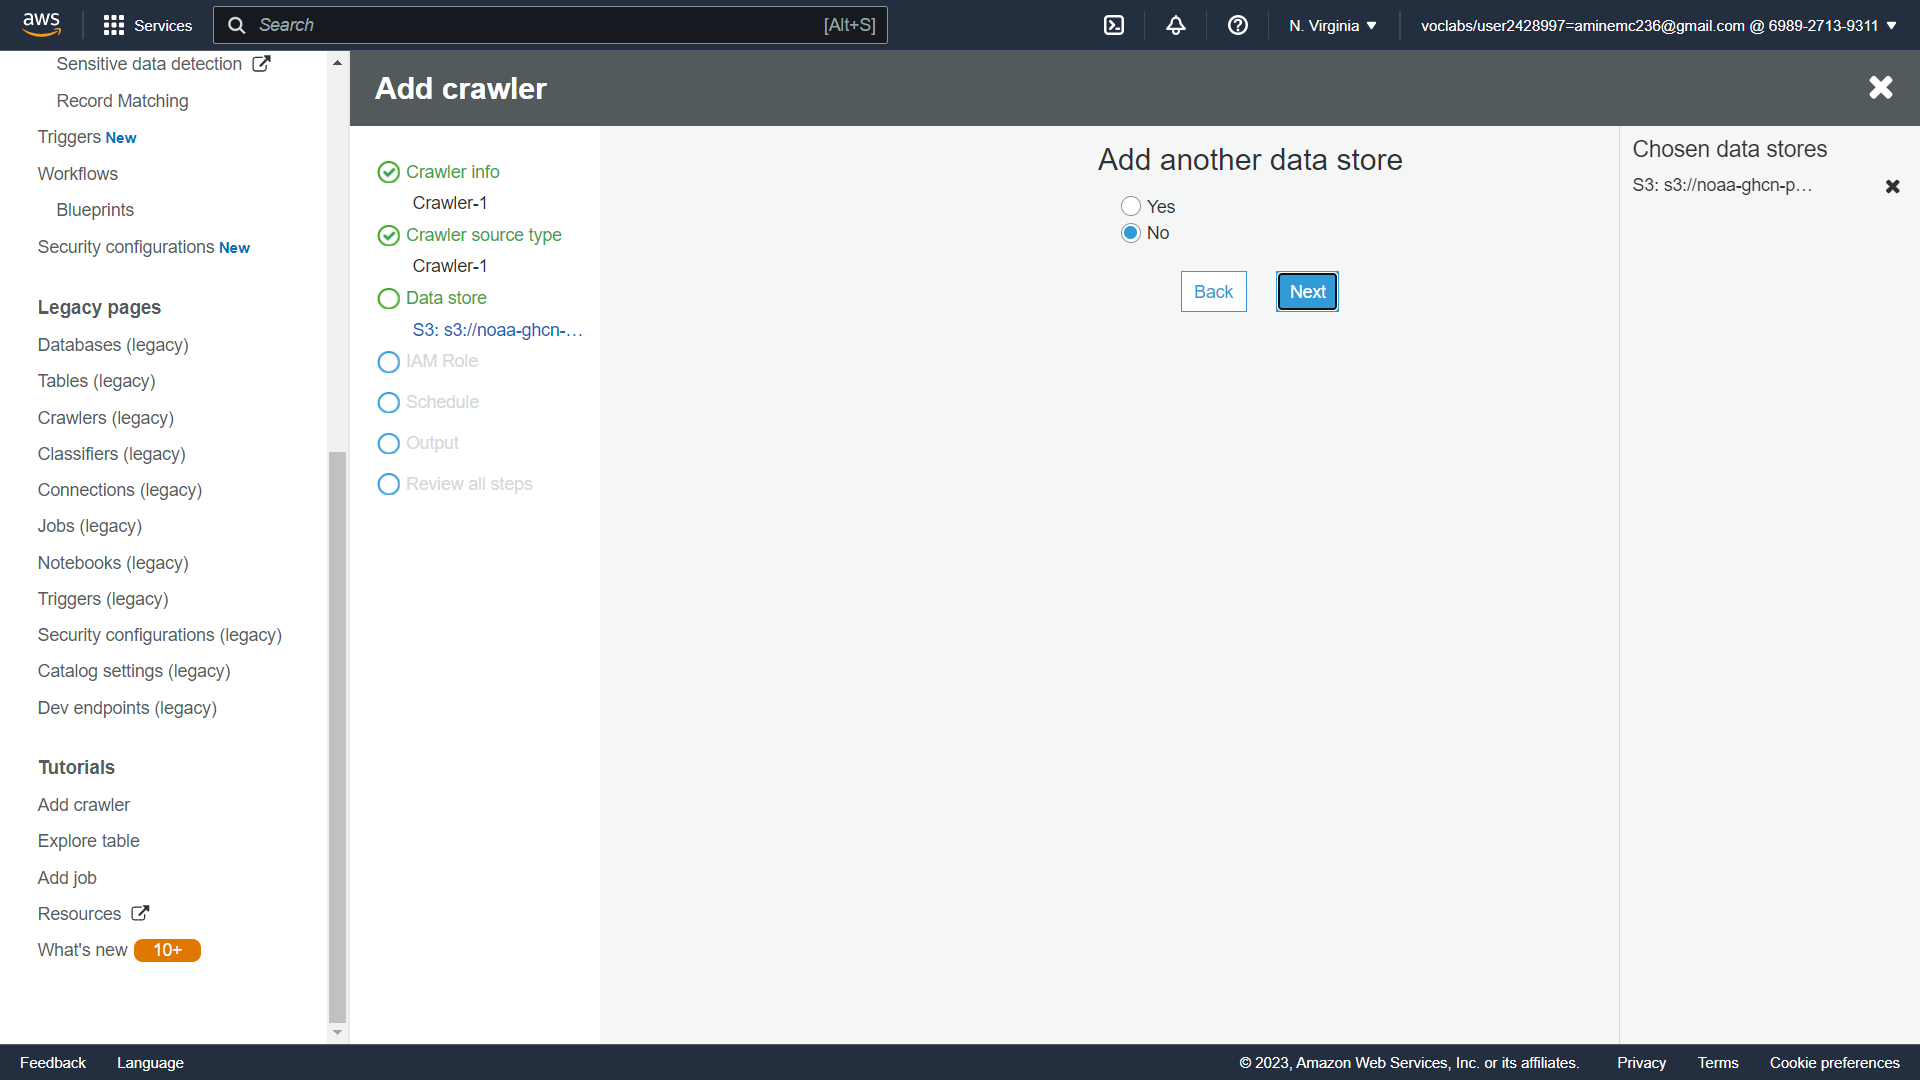 aws
Services
Search
[Alt+S]
N. Virginia
voclabs/user2428997=aminemc236@gmail.com @ 6989-2713-9311
Sensitive data detection
Record Matching
Triggers New
Workflows
Blueprints
Security configurations New
Legacy pages
Databases (legacy)
Tables (legacy)
Crawlers (legacy)
Classifiers (legacy)
Connections (legacy)
Jobs (legacy)
Notebooks (legacy)
Triggers (legacy)
Security configurations (legacy)
Catalog settings (legacy)
Dev endpoints (legacy)
Tutorials
Add crawler
Explore table
Add job
Resources
What's new 10+
Add crawler
Crawler info
Crawler-1
Crawler source type
Crawler-1
Data store
S3: s3://noaa-ghcn-…
IAM Role
Schedule
Output
Review all steps
Add another data store
Yes
No
Back
Next
Chosen data stores
S3: s3://noaa-ghcn-p…
Feedback
Language
© 2023, Amazon Web Services, Inc. or its affiliates.
Privacy
Terms
Cookie preferences